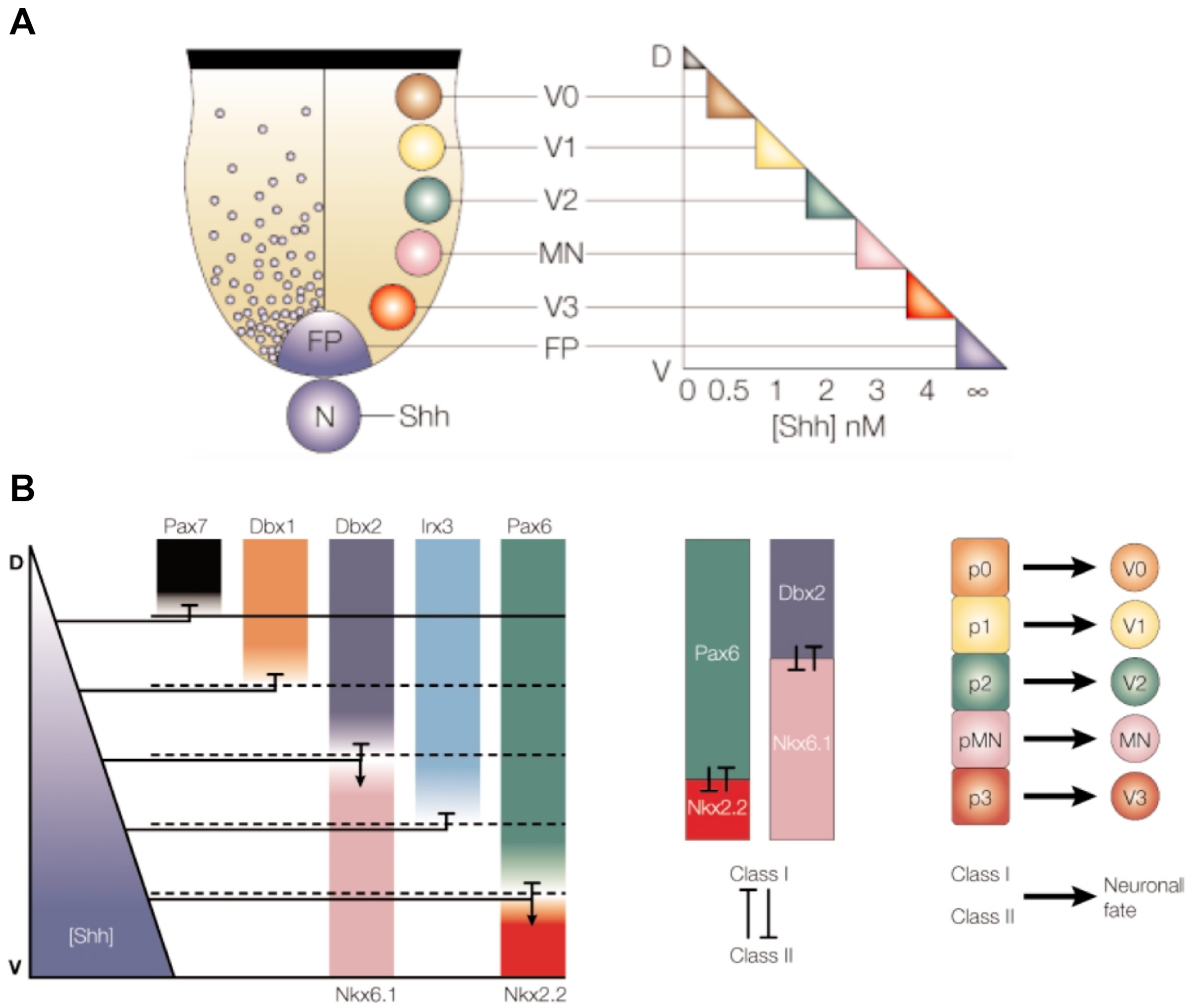 A
D
V0
V1
V2
MN
V3
FP
V
FP
N
Shh
0 0.5 1 2 3 4 ∞
[Shh] nM
B
Pax7 Dbx1 Dbx2 Irx3 Pax6
D
[Shh]
V
Nkx6.1 Nkx2.2
Pax6
Nkx2.2
Dbx2
Nkx6.1
Class I
Class II
p0 V0
p1 V1
p2 V2
pMN MN
p3 V3
Class I
Class II
Neuronal
fate